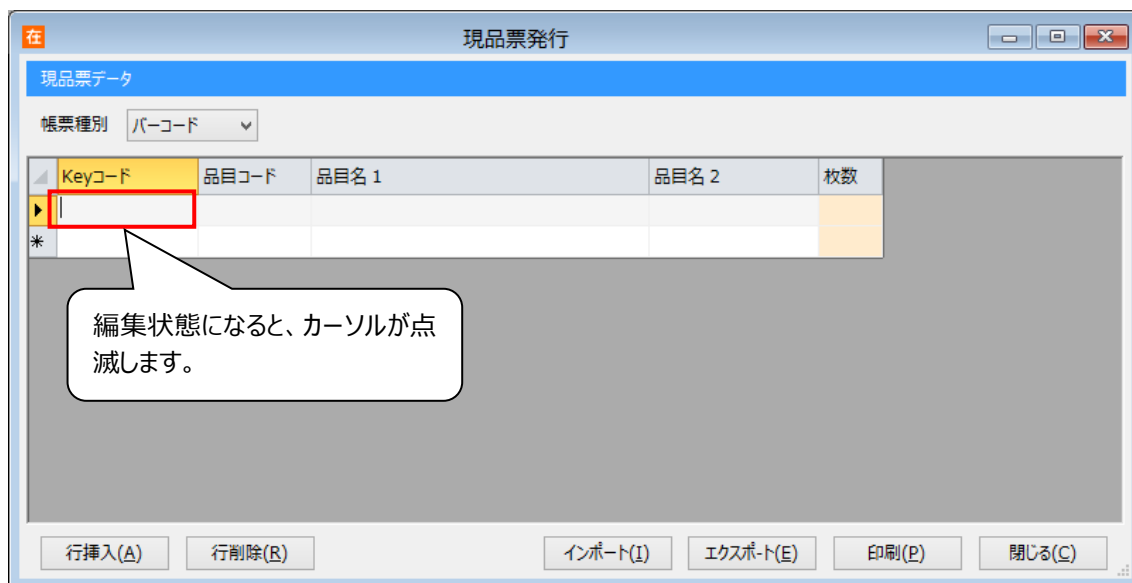 在 現品票発行
現品票データ
帳票種別 バーコード
Keyコード 品目コード 品目名 1 品目名 2 枚数
編集状態になると、カーソルが点
滅します。
行挿入(A) 行削除(R) インポート(I) エクスポート(E) 印刷(P) 閉じる(C)